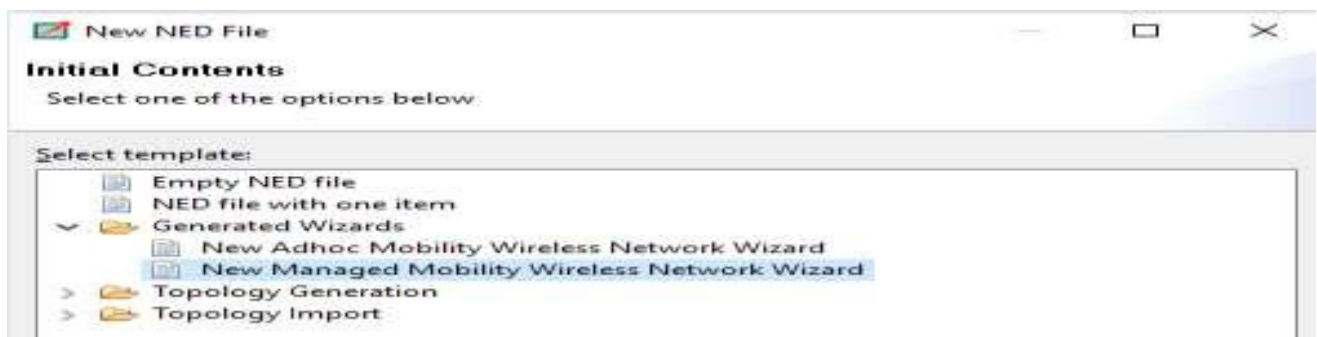 New NED File
Initial Contents
Select one of the options below
Select template:
Empty NED file
NED file with one item
Generated Wizards
New Adhoc Mobility Wireless Network Wizard
New Managed Mobility Wireless Network Wizard
Topology Generation
Topology Import